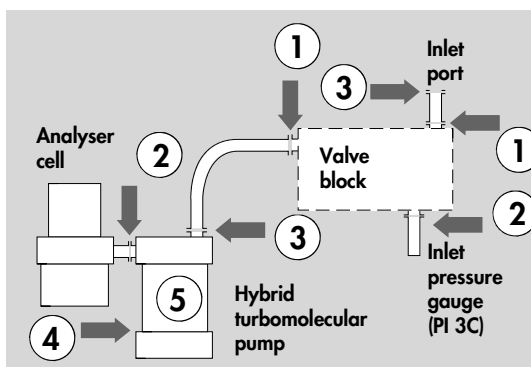 1
Inlet
port
3
Analyser
cell
2
Valve
block
1
2
3
Inlet
pressure
gauge
(PI 3C)
5
Hybrid
turbomolecular
pump
4